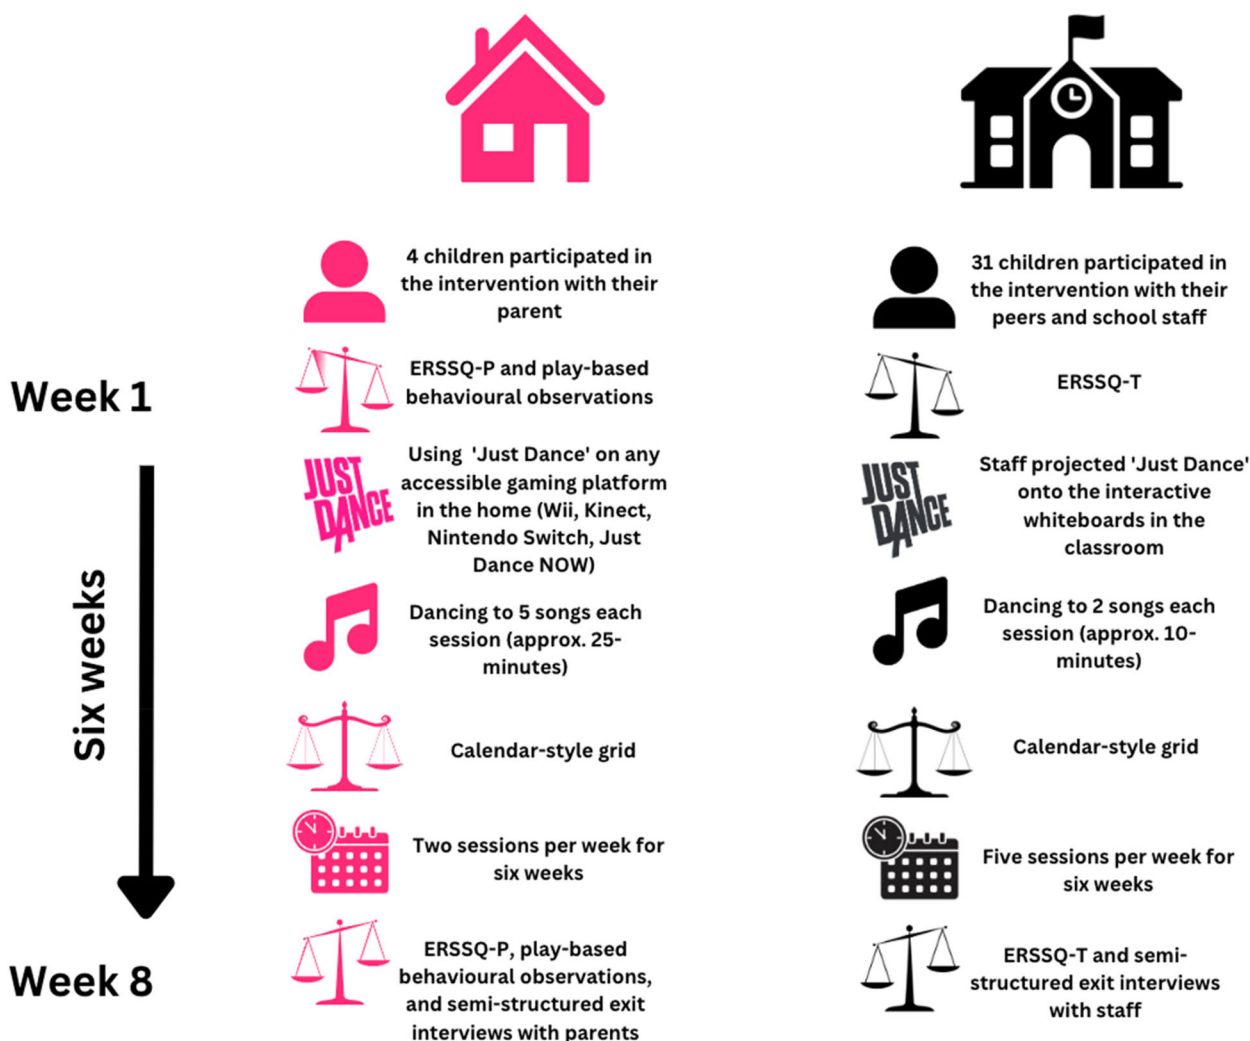 4 children participated in
the intervention with their
parent
31 children participated in
the intervention with their
peers and school staff
Week 1
ERSSQ-P and play-based
behavioural observations
ERSSQ-T
JUST
DANCE
Using 'Just Dance' on any
accessible gaming platform
in the home (Wii, Kinect,
Nintendo Switch, Just
Dance NOW)
JUST
DANCE
Staff projected 'Just Dance'
onto the interactive
whiteboards in the
classroom
Six weeks
Dancing to 5 songs each
session (approx. 25-
minutes)
Dancing to 2 songs each
session (approx. 10-
minutes)
Calendar-style grid
Calendar-style grid
Two sessions per week for
six weeks
Five sessions per week for
six weeks
Week 8
ERSSQ-P, play-based
behavioural observations,
and semi-structured exit
interviews with parents
ERSSQ-T and semi-
structured exit interviews
with staff